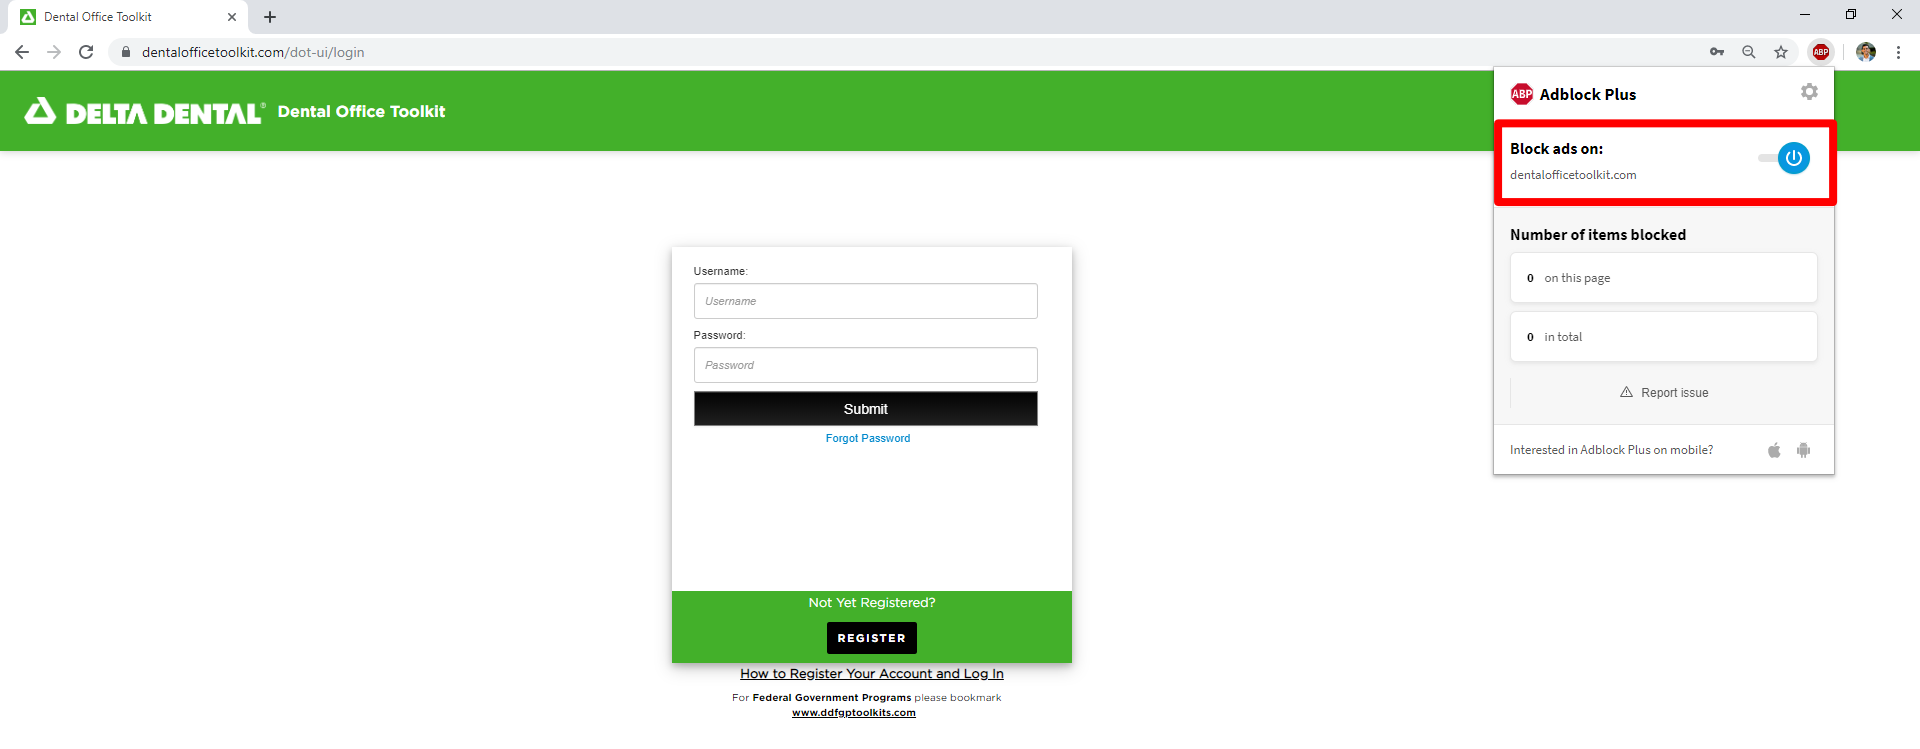 Dental Office Toolkit
dentalofficetoolkit.com/dot-ui/login
ABP
DELTA DENTAL® Dental Office Toolkit
ABP Adblock Plus
Block ads on:
dentalofficetoolkit.com
Number of items blocked
0 on this page
0 in total
Report issue
Interested in Adblock Plus on mobile?
Username:
Username
Password:
Password
Submit
Forgot Password
Not Yet Registered?
REGISTER
How to Register Your Account and Log In
For Federal Government Programs please bookmark
www.ddfgptoolkits.com